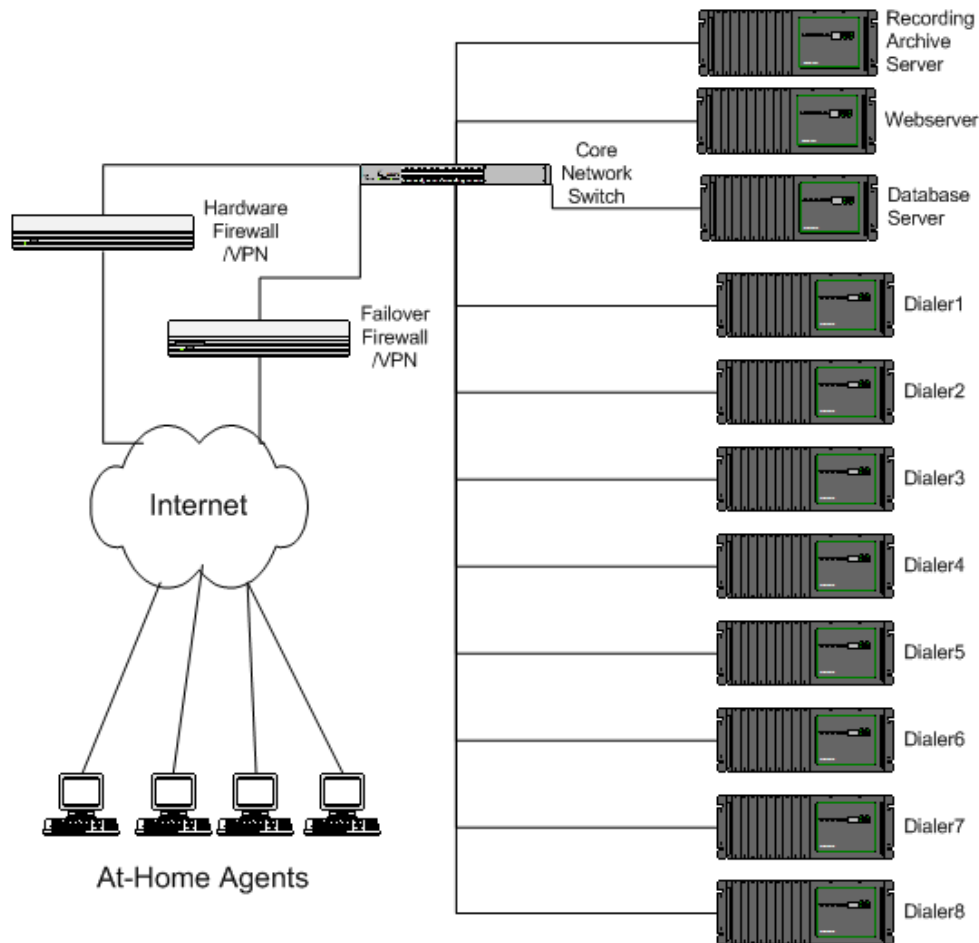 Recording
Archive
Server
Webserver
Core
Network
Switch
Database
Server
Hardware
Firewall
/VPN
Failover
Firewall
/VPN
Dialer1
Dialer2
Dialer3
Dialer4
Dialer5
Dialer6
Dialer7
Dialer8
Internet
At-Home Agents